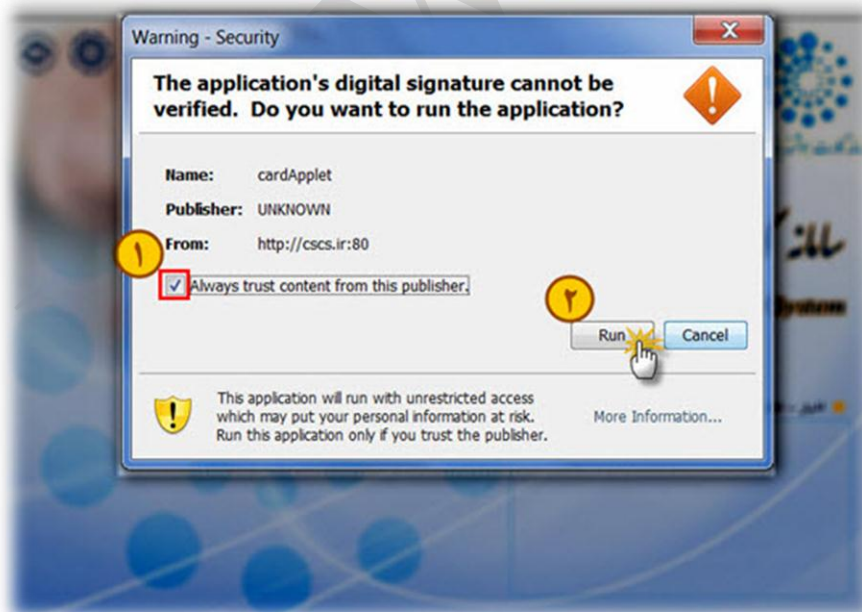 Warning - Security
The application's digital signature cannot be
verified. Do you want to run the application?
Name: cardApplet
Publisher: UNKNOWN
From: http://cscs.ir:80
۱
Always trust content from this publisher.
۲
Run
Cancel
This application will run with unrestricted access
which may put your personal information at risk.
Run this application only if you trust the publisher.
More Information...
System